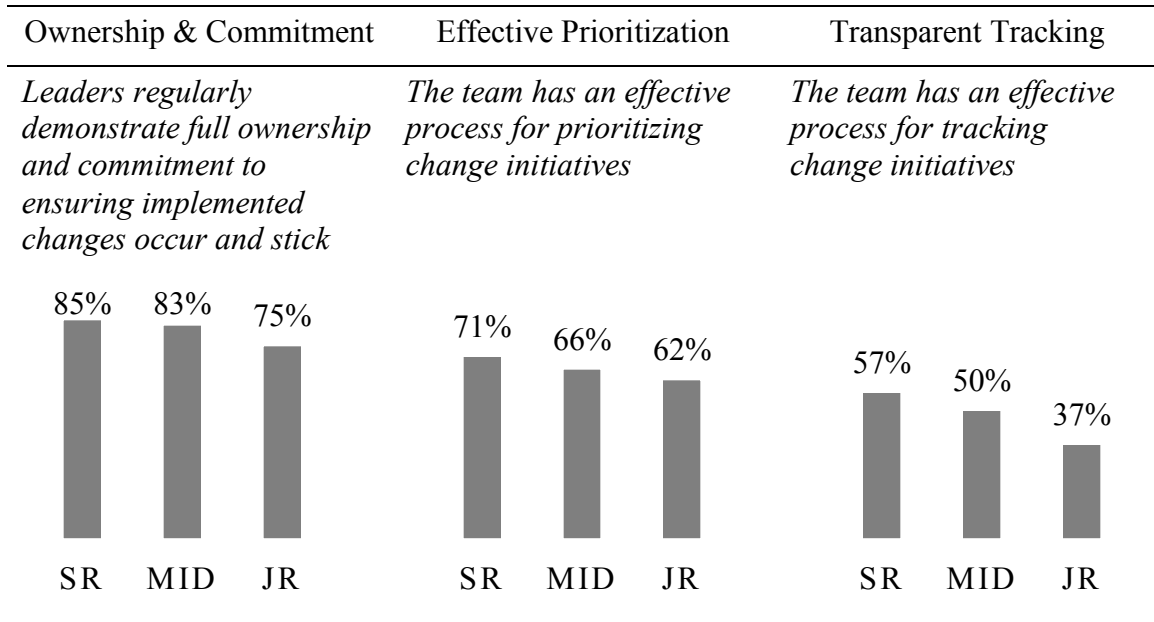 Ownership & Commitment
Effective Prioritization
Transparent Tracking
Leaders regularly
demonstrate full ownership
and commitment to
ensuring implemented
changes occur and stick
The team has an effective
process for prioritizing
change initiatives
The team has an effective
process for tracking
change initiatives
85% 83% 75%
SR MID JR
71% 66% 62%
SR MID JR
57% 50% 37%
SR MID JR